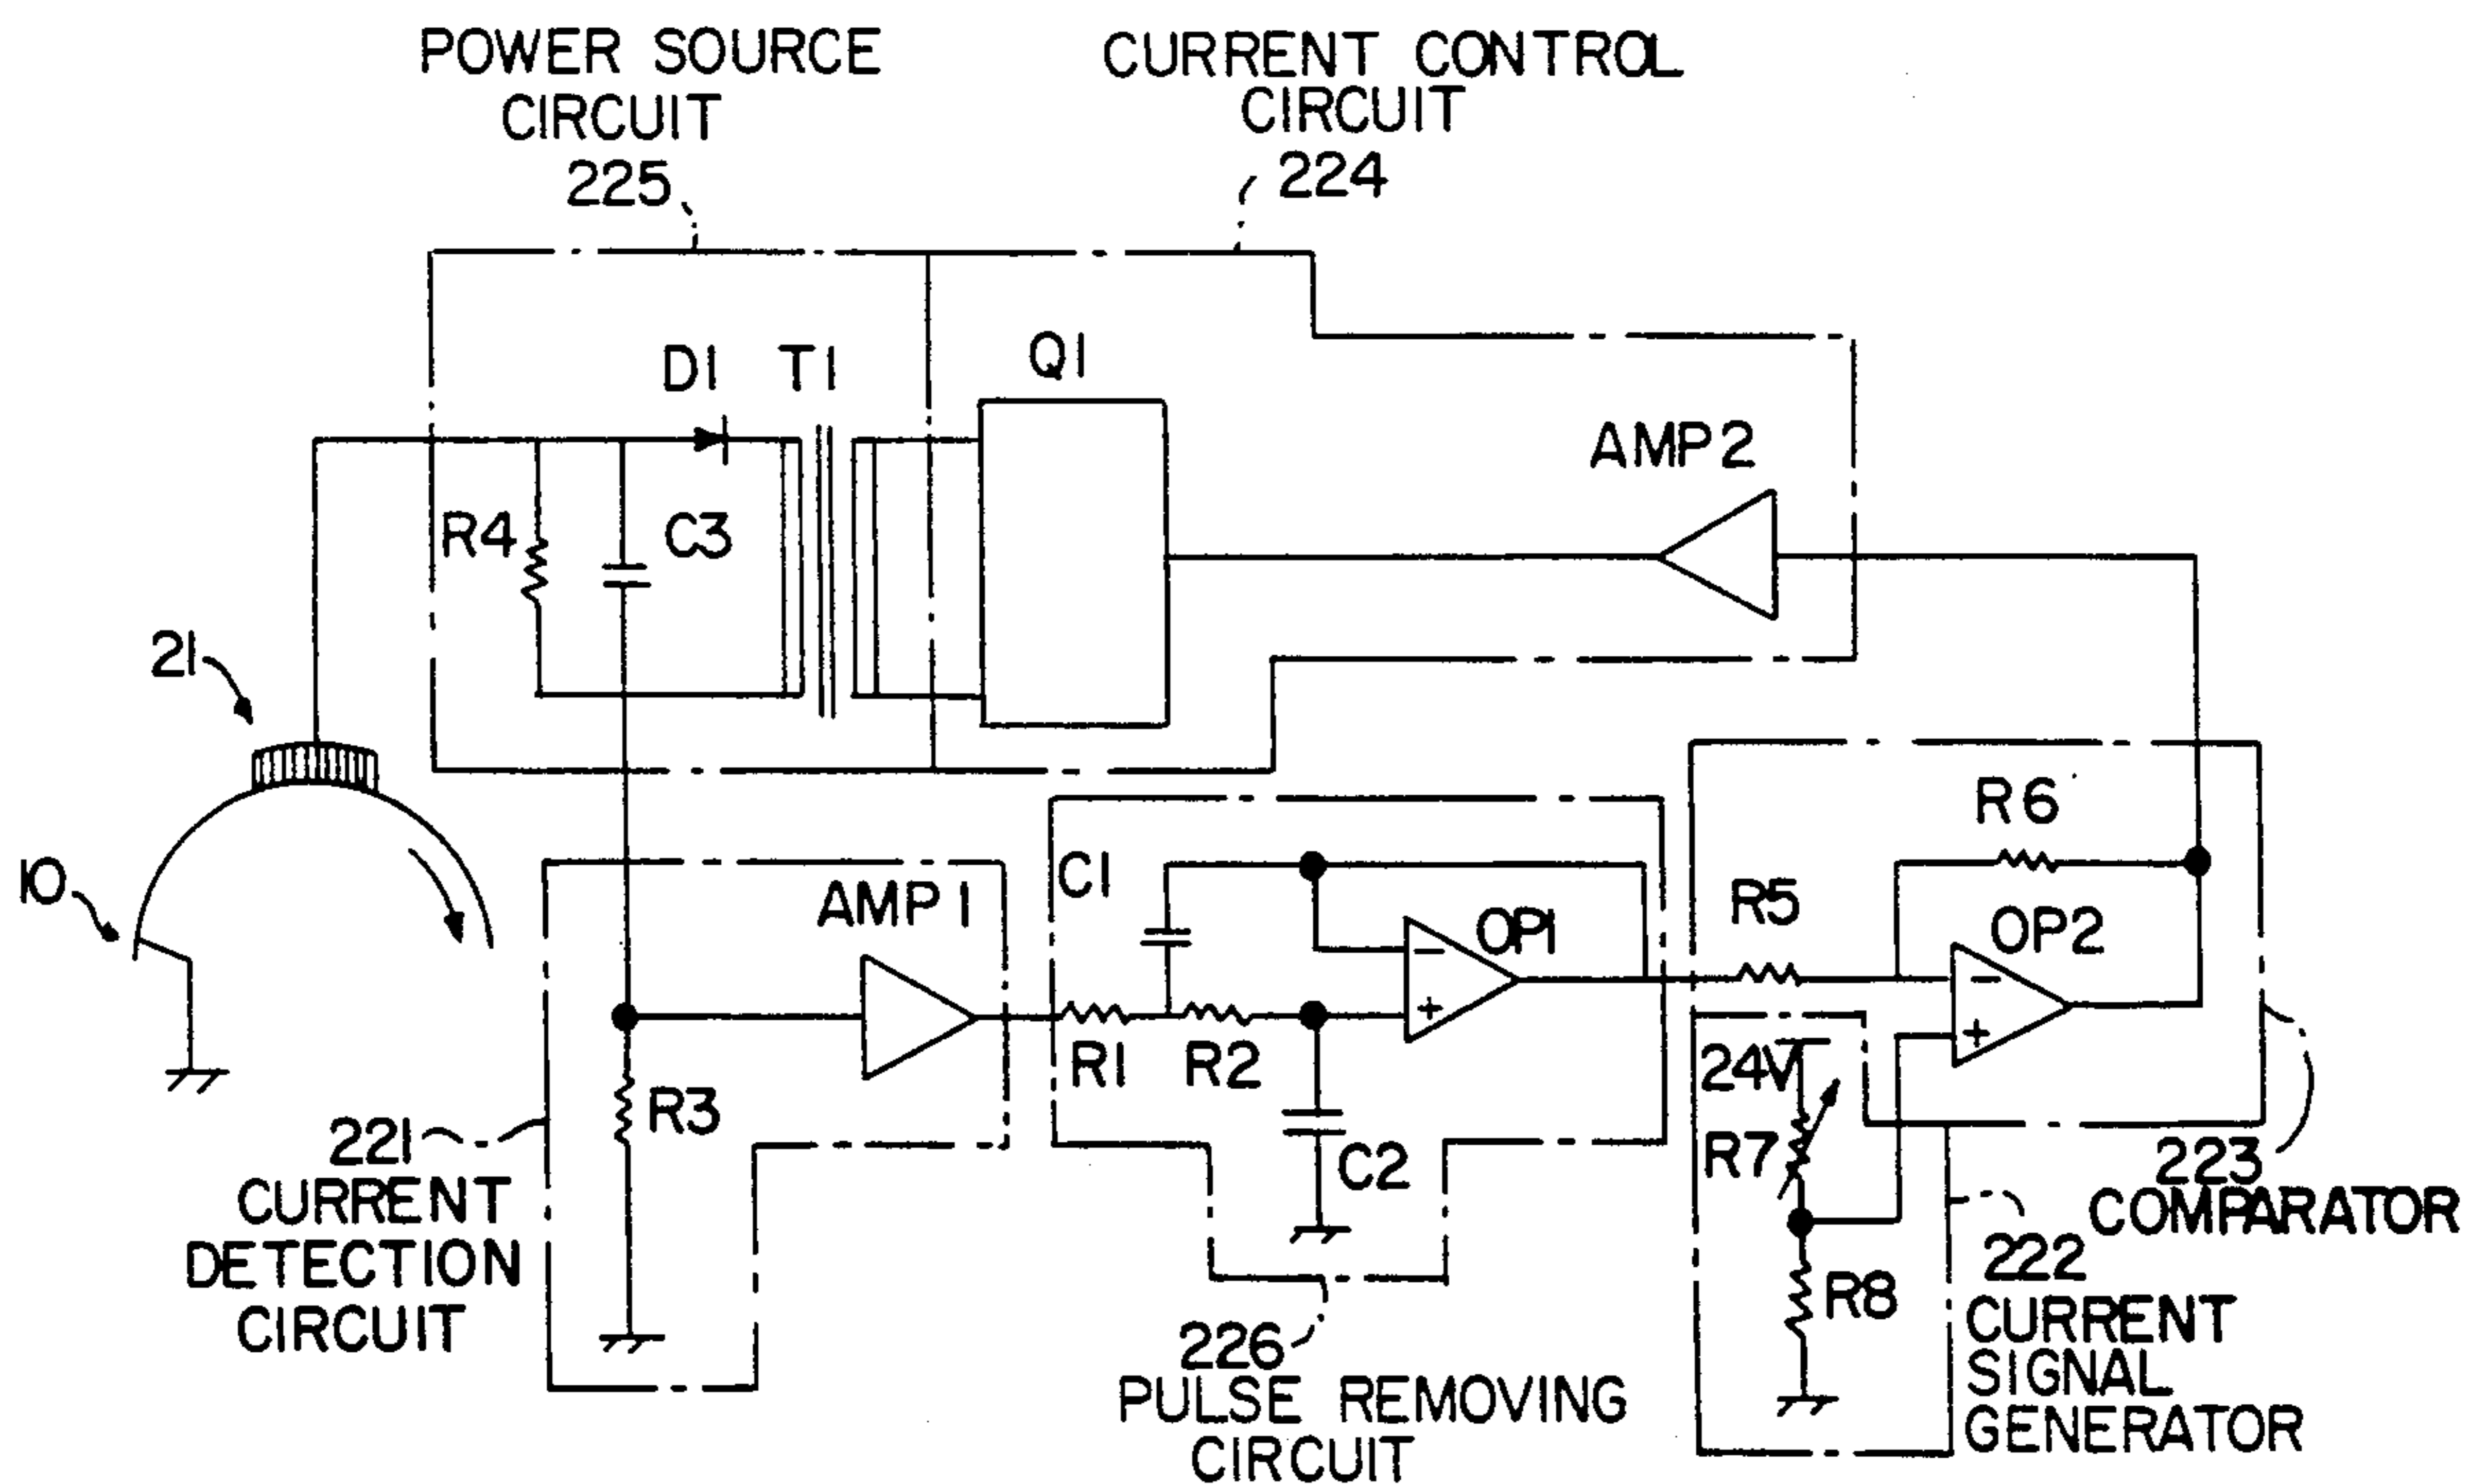 POWER SOURCE
CIRCUIT
225
CURRENT CONTROL
CIRCUIT
224
D1
T1
Q1
AMP2
R4
C3
21
10
R6
C1
AMP1
OP1
R5
OP2
R1
R2
24V
R3
R7
C2
221
CURRENT
DETECTION
CIRCUIT
223
COMPARATOR
R8
222
CURRENT
SIGNAL
GENERATOR
226
PULSE REMOVING
CIRCUIT
−
+
−
+